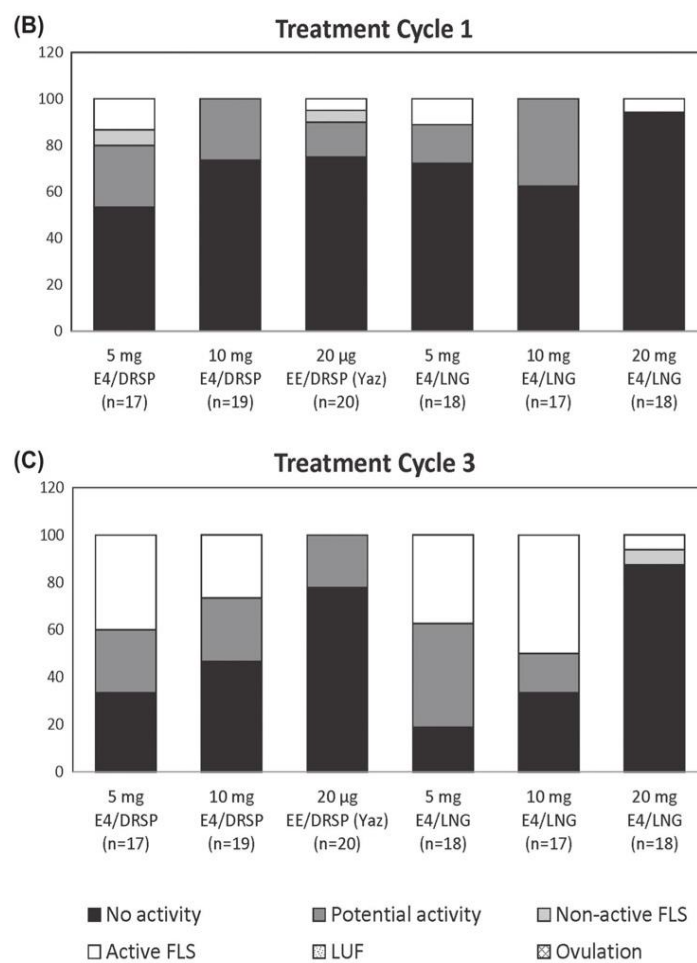 (B)
Treatment Cycle 1
120
100
80
60
40
20
0
5 mg 10 mg 20 µg 5 mg 10 mg 20 mg
E4/DRSP E4/DRSP EE/DRSP (Yaz) E4/LNG E4/LNG E4/LNG
(n=17) (n=19) (n=20) (n=18) (n=17) (n=18)
(C)
Treatment Cycle 3
120
100
80
60
40
20
0
5 mg 10 mg 20 µg 5 mg 10 mg 20 mg
E4/DRSP E4/DRSP EE/DRSP (Yaz) E4/LNG E4/LNG E4/LNG
(n=17) (n=19) (n=20) (n=18) (n=17) (n=18)
No activity Potential activity Non-active FLS
Active FLS LUF Ovulation